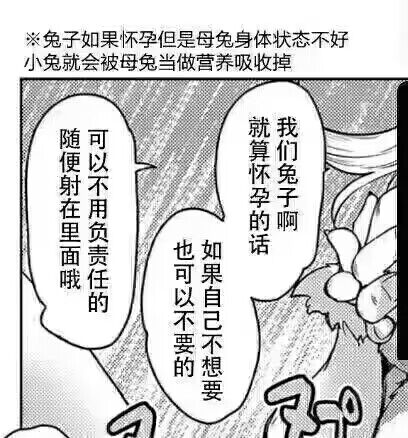 ※兔子如果怀孕但是母兔身体状态不好
小兔就会被母兔当做营养吸收掉
我们兔子啊
就算怀孕的话
如果自己不想要
也可以不要的
可以不用负责任的
随便射在里面哦